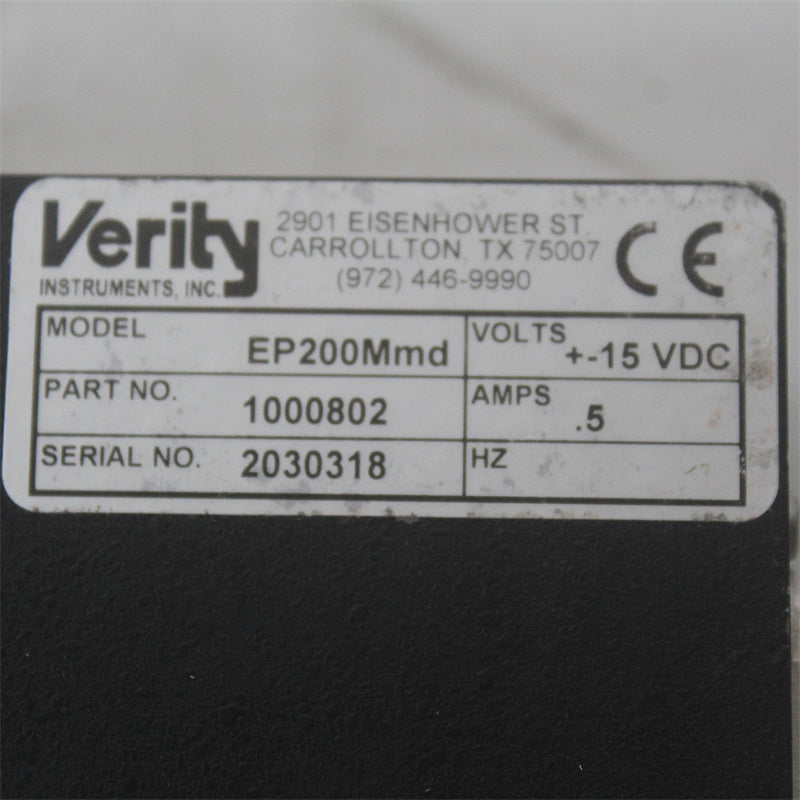 Verity
INSTRUMENTS, INC.
2901 EISENHOWER ST.
CARROLLTON, TX 75007
(972) 446-9990
CE
MODEL EP200Mmd
VOLTS +-15 VDC
PART NO. 1000802
AMPS .5
SERIAL NO. 2030318
HZ